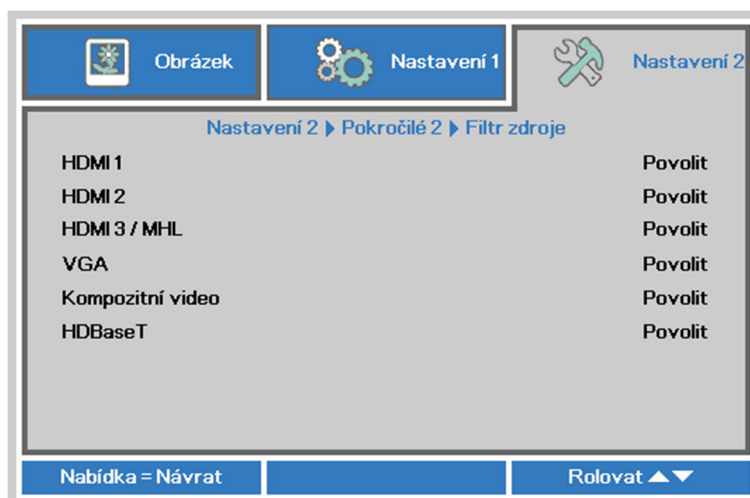 Obrázek
Nastavení 1
Nastavení 2
Nastavení 2 ▶ Pokročilé 2 ▶ Filtr zdroje
HDMI 1 Povolit
HDMI 2 Povolit
HDMI 3 / MHL Povolit
VGA Povolit
Kompozitní video Povolit
HDBaseT Povolit
Nabídka = Návrat
Rolovat ▲▼